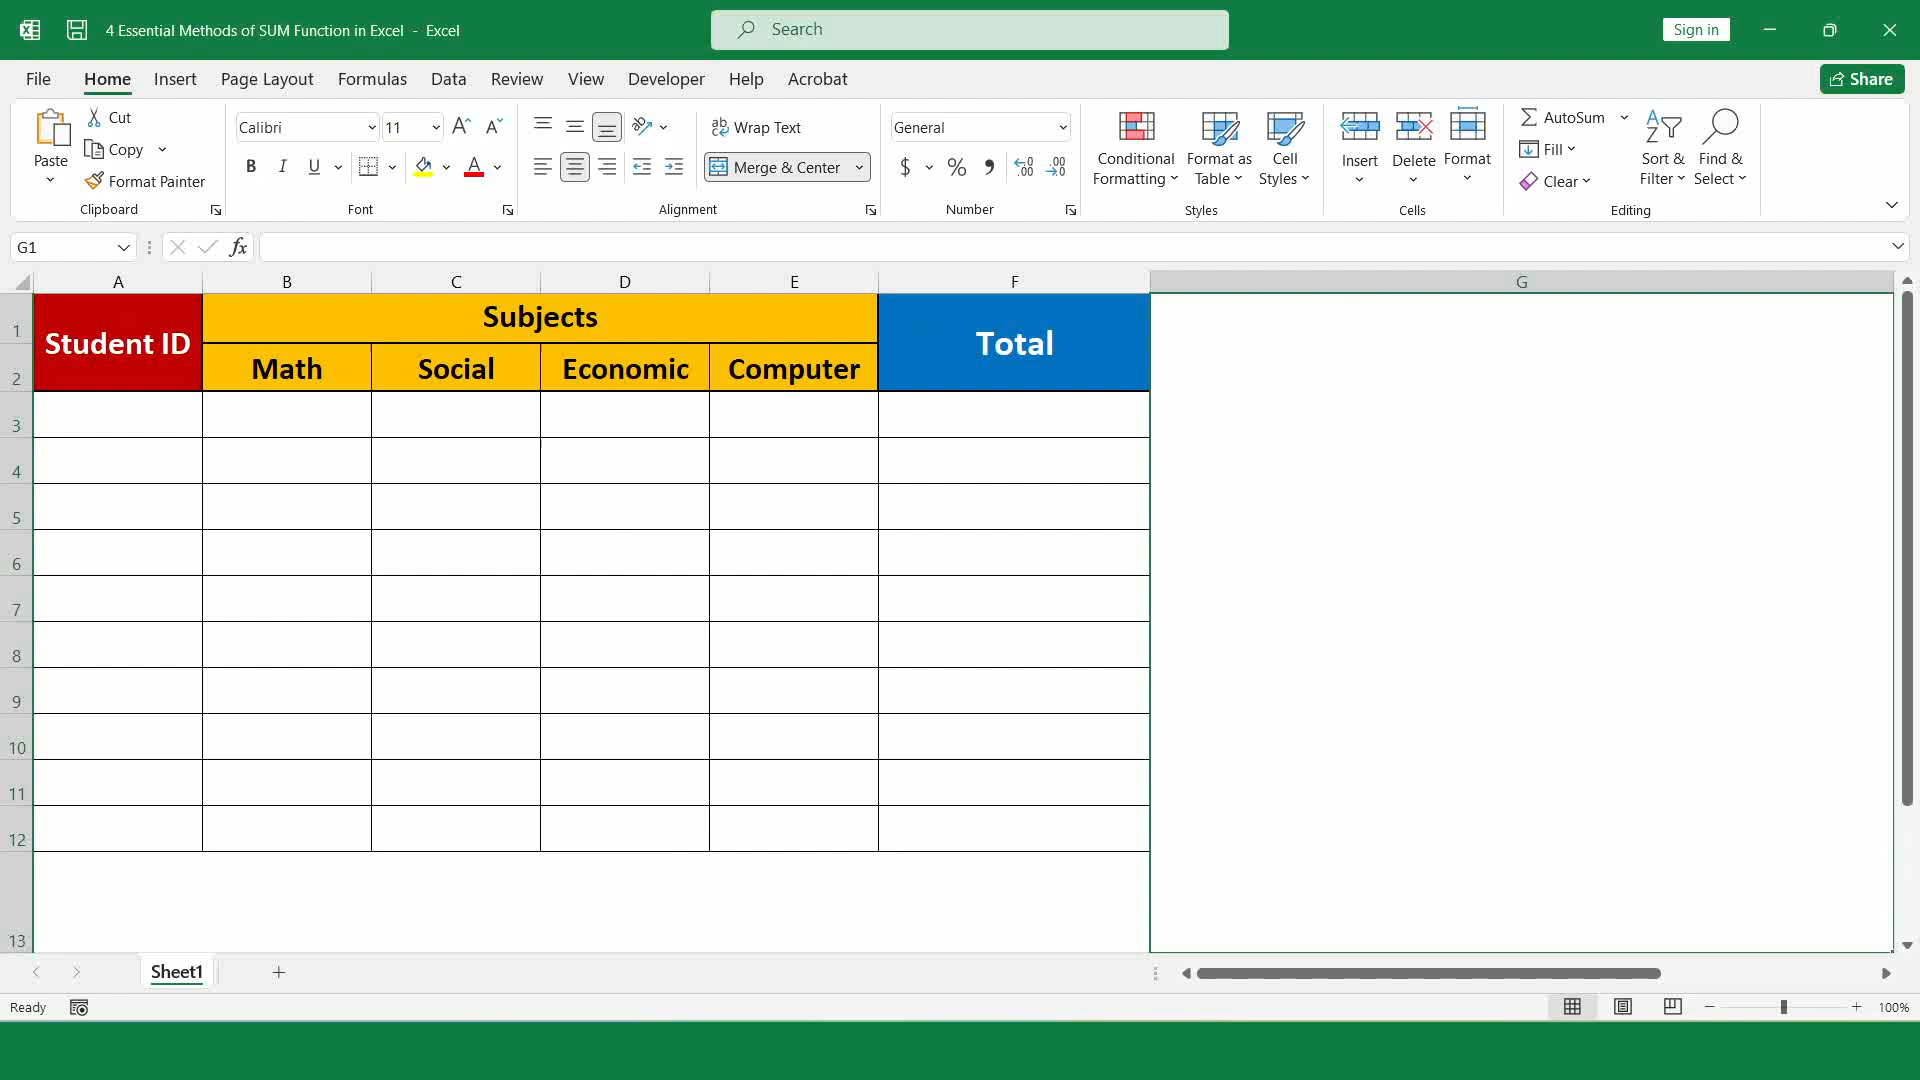 4 Essential Methods of SUM Function in Excel - Excel
Search
Sign in
File Home Insert Page Layout Formulas Data Review View Developer Help Acrobat
Share
Paste
Cut
Copy
Format Painter
Clipboard
Calibri 11
B I U
Font
Wrap Text
Merge & Center
Alignment
General
$ % 9
Number
Conditional Formatting
Format as Table
Cell Styles
Styles
Insert
Delete
Format
Cells
AutoSum
Fill
Clear
Sort & Filter
Find & Select
Editing
G1
fx
A B C D E F G
1 Student ID Subjects Total
2 Math Social Economic Computer
3
4
5
6
7
8
9
10
11
12
13
Sheet1
Ready
100%